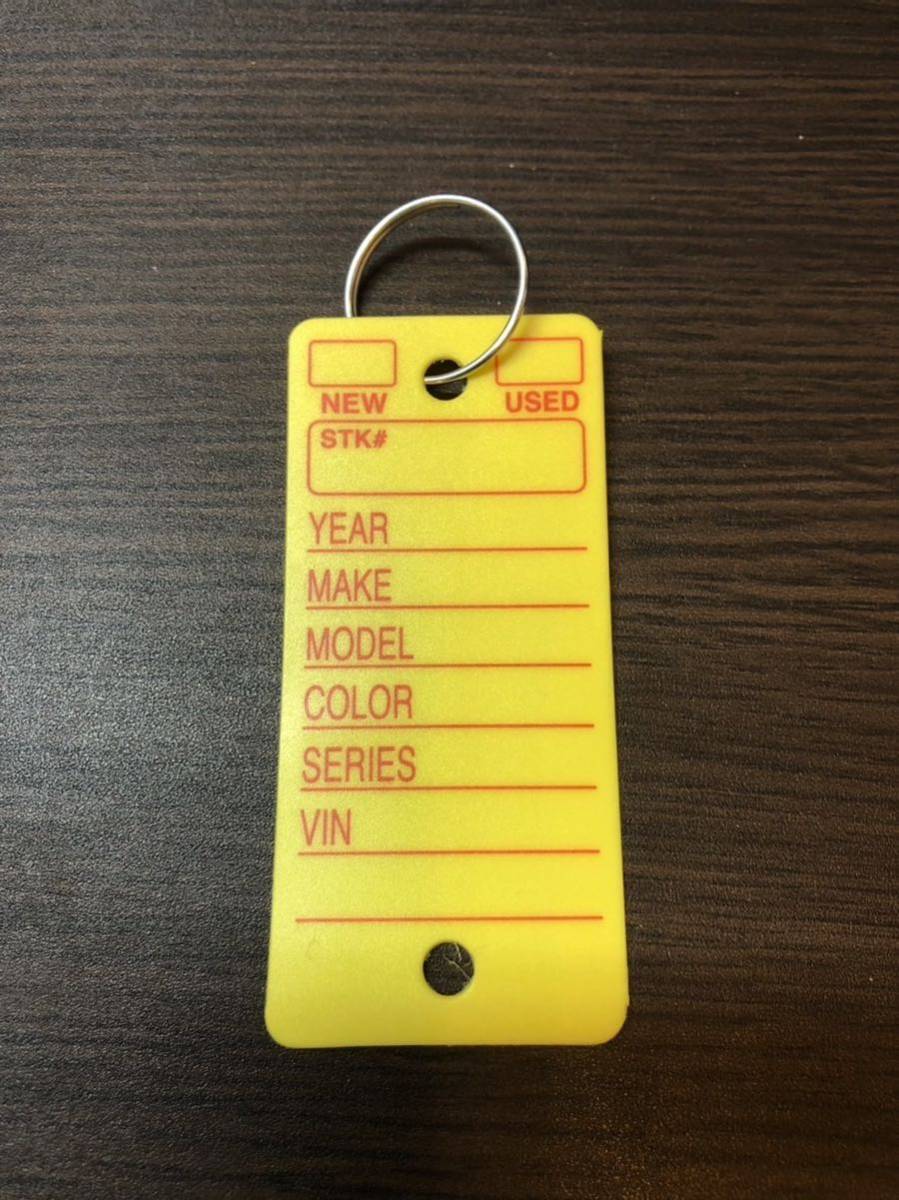 NEW USED
STK#
YEAR
MAKE
MODEL
COLOR
SERIES
VIN